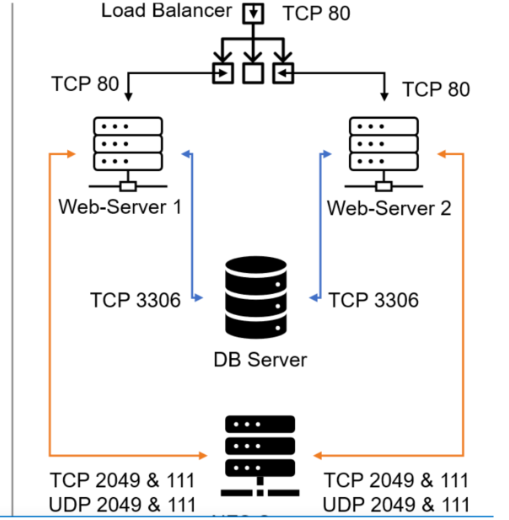 Load Balancer
TCP 80
TCP 80
TCP 80
Web-Server 1
Web-Server 2
TCP 3306
TCP 3306
DB Server
TCP 2049 & 111
UDP 2049 & 111
TCP 2049 & 111
UDP 2049 & 111